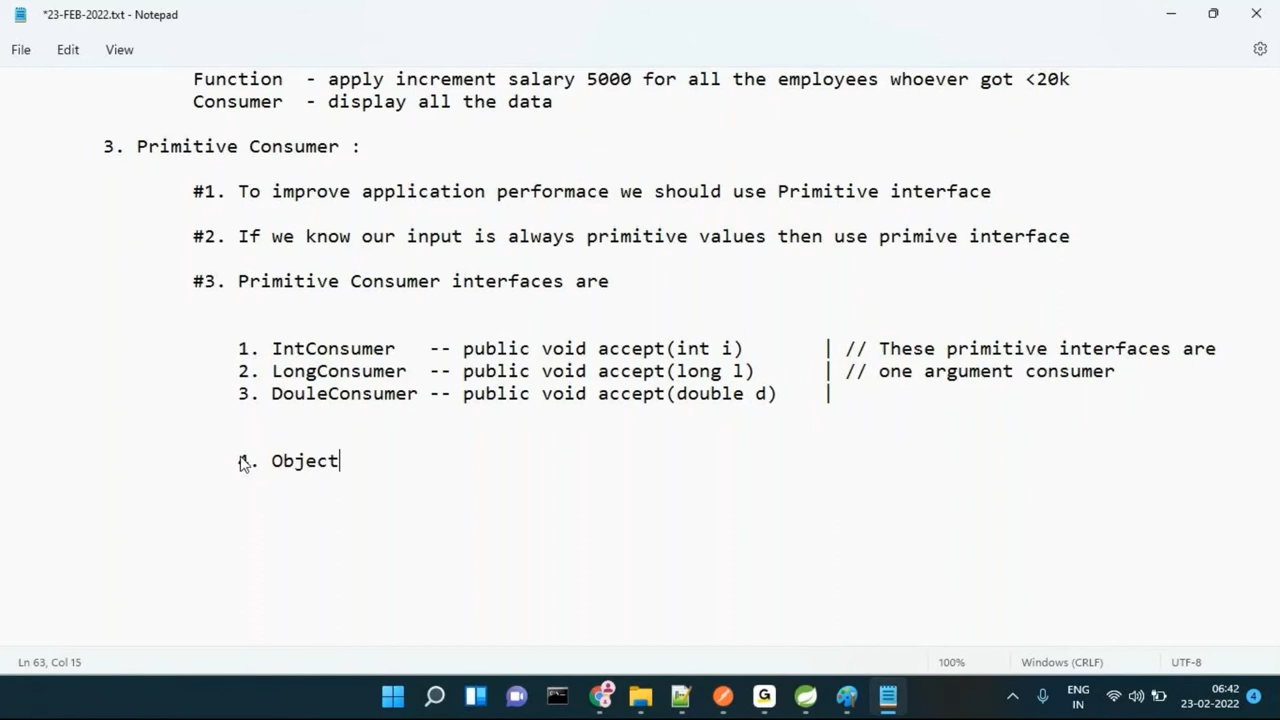 *23-FEB-2022.txt - Notepad
File Edit View
Function - apply increment salary 5000 for all the employees whoever got <20k
Consumer - display all the data
3. Primitive Consumer :
#1. To improve application performace we should use Primitive interface
#2. If we know our input is always primitive values then use primive interface
#3. Primitive Consumer interfaces are
1. IntConsumer -- public void accept(int i) | // These primitive interfaces are
2. LongConsumer -- public void accept(long l) | // one argument consumer
3. DouleConsumer -- public void accept(double d) |
. Object
Ln 63, Col 15 100% Windows (CRLF) UTF-8
ENG 06:42
IN 23-02-2022 4